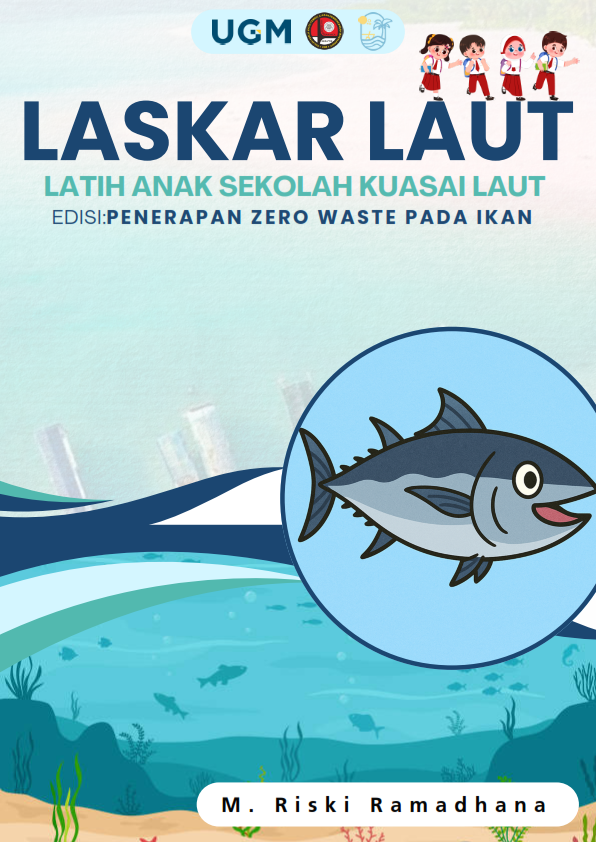 UGM
LASKAR LAUT
LATIH ANAK SEKOLAH KUASAI LAUT
EDISI:PENERAPAN ZERO WASTE PADA IKAN
M. Riski Ramadhana